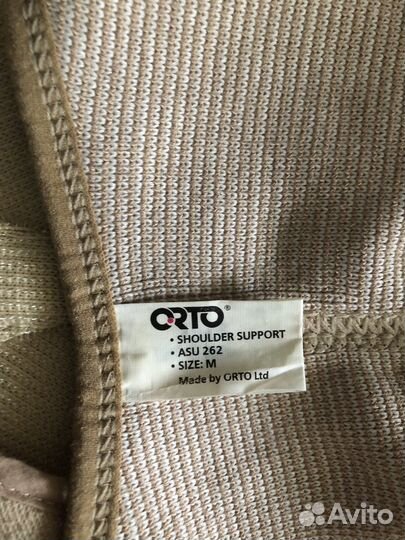 ORTO®
• SHOULDER SUPPORT
• ASU 262
• SIZE: M
Made by ORTO Ltd
Avito